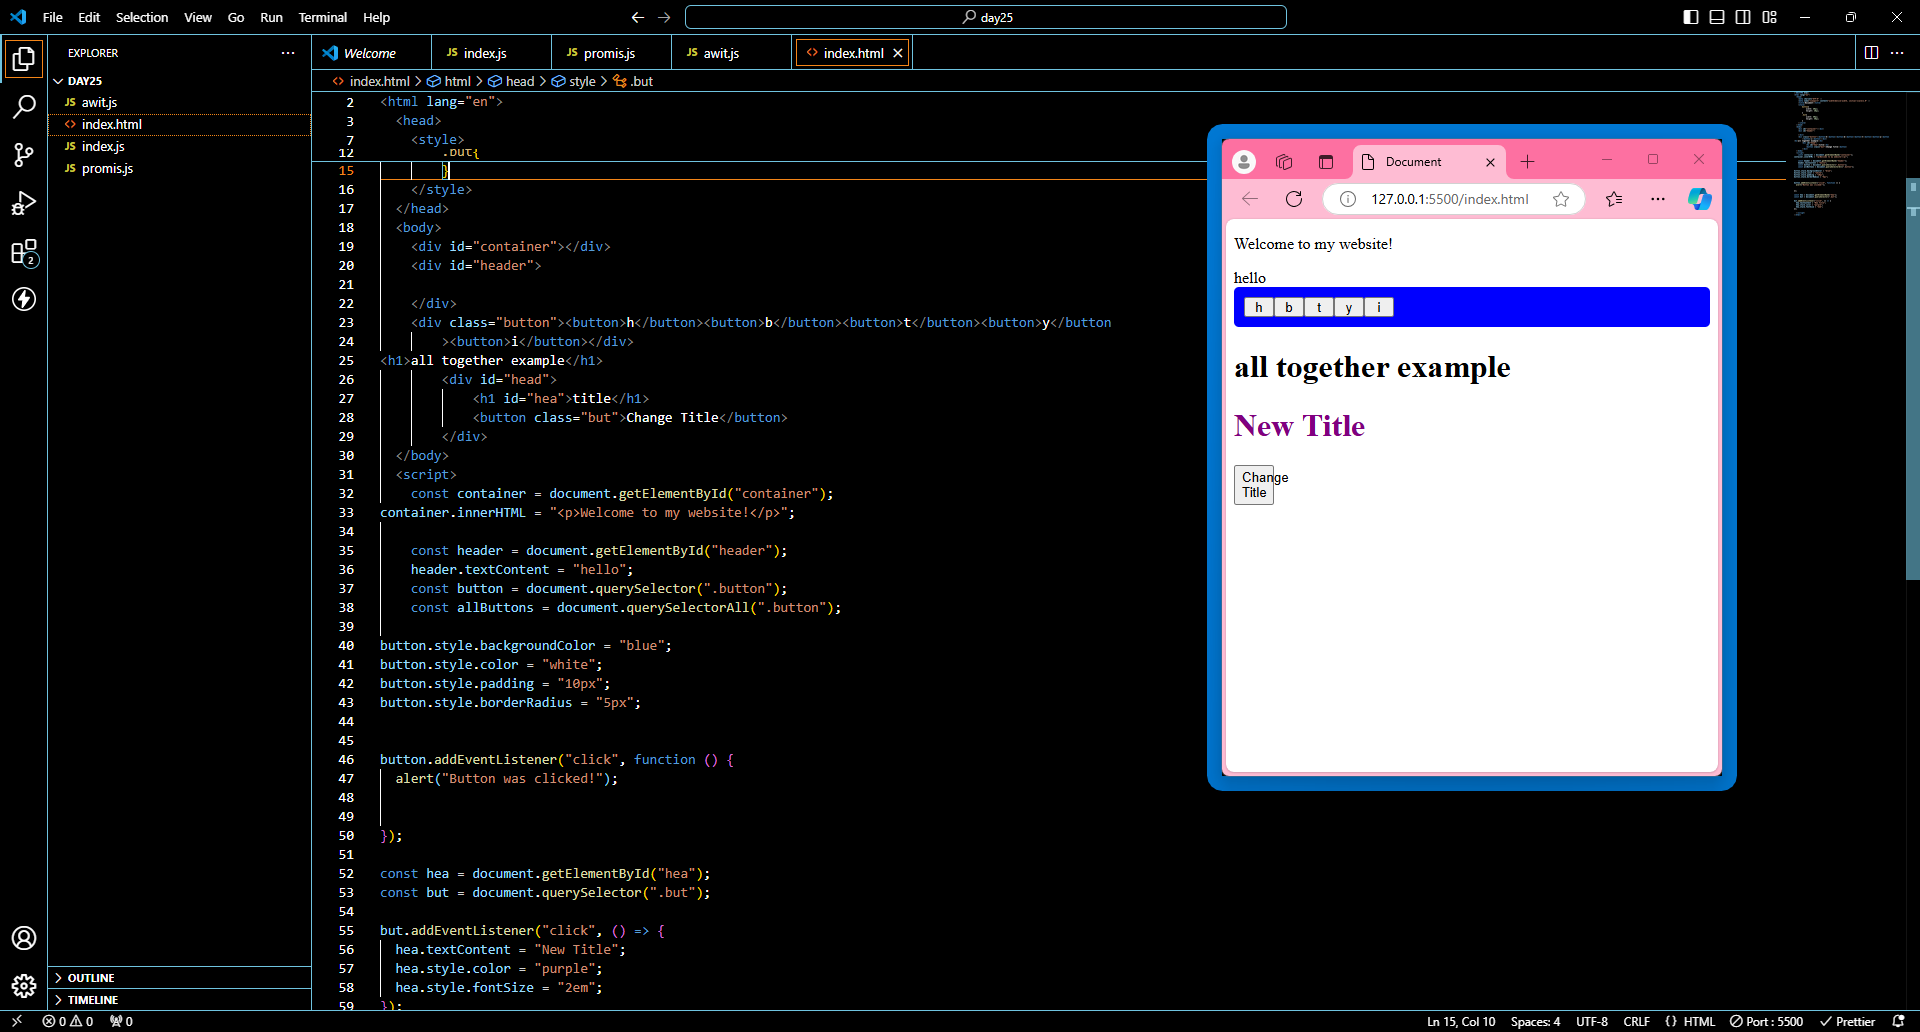 File Edit Selection View Go Run Terminal Help
day25
EXPLORER
DAY25
JS awit.js
<> index.html
JS index.js
JS promis.js
2
OUTLINE
TIMELINE
Welcome
JS index.js
JS promis.js
JS awit.js
<> index.html
<> index.html > html > head > style > .but
2 <html lang="en">
3 <head>
7 <style>
12 .but{
15 }
16 </style>
17 </head>
18 <body>
19 <div id="container"></div>
20 <div id="header">
21
22 </div>
23 <div class="button"><button>h</button><button>b</button><button>t</button><button>y</button
24 ><button>i</button></div>
25 <h1>all together example</h1>
26 <div id="head">
27 <h1 id="hea">title</h1>
28 <button class="but">Change Title</button>
29 </div>
30 </body>
31 <script>
32 const container = document.getElementById("container");
33 container.innerHTML = "<p>Welcome to my website!</p>";
34
35 const header = document.getElementById("header");
36 header.textContent = "hello";
37 const button = document.querySelector(".button");
38 const allButtons = document.querySelectorAll(".button");
39
40 button.style.backgroundColor = "blue";
41 button.style.color = "white";
42 button.style.padding = "10px";
43 button.style.borderRadius = "5px";
44
45
46 button.addEventListener("click", function () {
47 alert("Button was clicked!");
48
49
50 });
51
52 const hea = document.getElementById("hea");
53 const but = document.querySelector(".but");
54
55 but.addEventListener("click", () => {
56 hea.textContent = "New Title";
57 hea.style.color = "purple";
58 hea.style.fontSize = "2em";
59 });
Document
127.0.0.1:5500/index.html
Welcome to my website!
hello
h b t y i
all together example
New Title
Change
Title
0 0 0
Ln 15, Col 10 Spaces: 4 UTF-8 CRLF {} HTML Port : 5500 Prettier